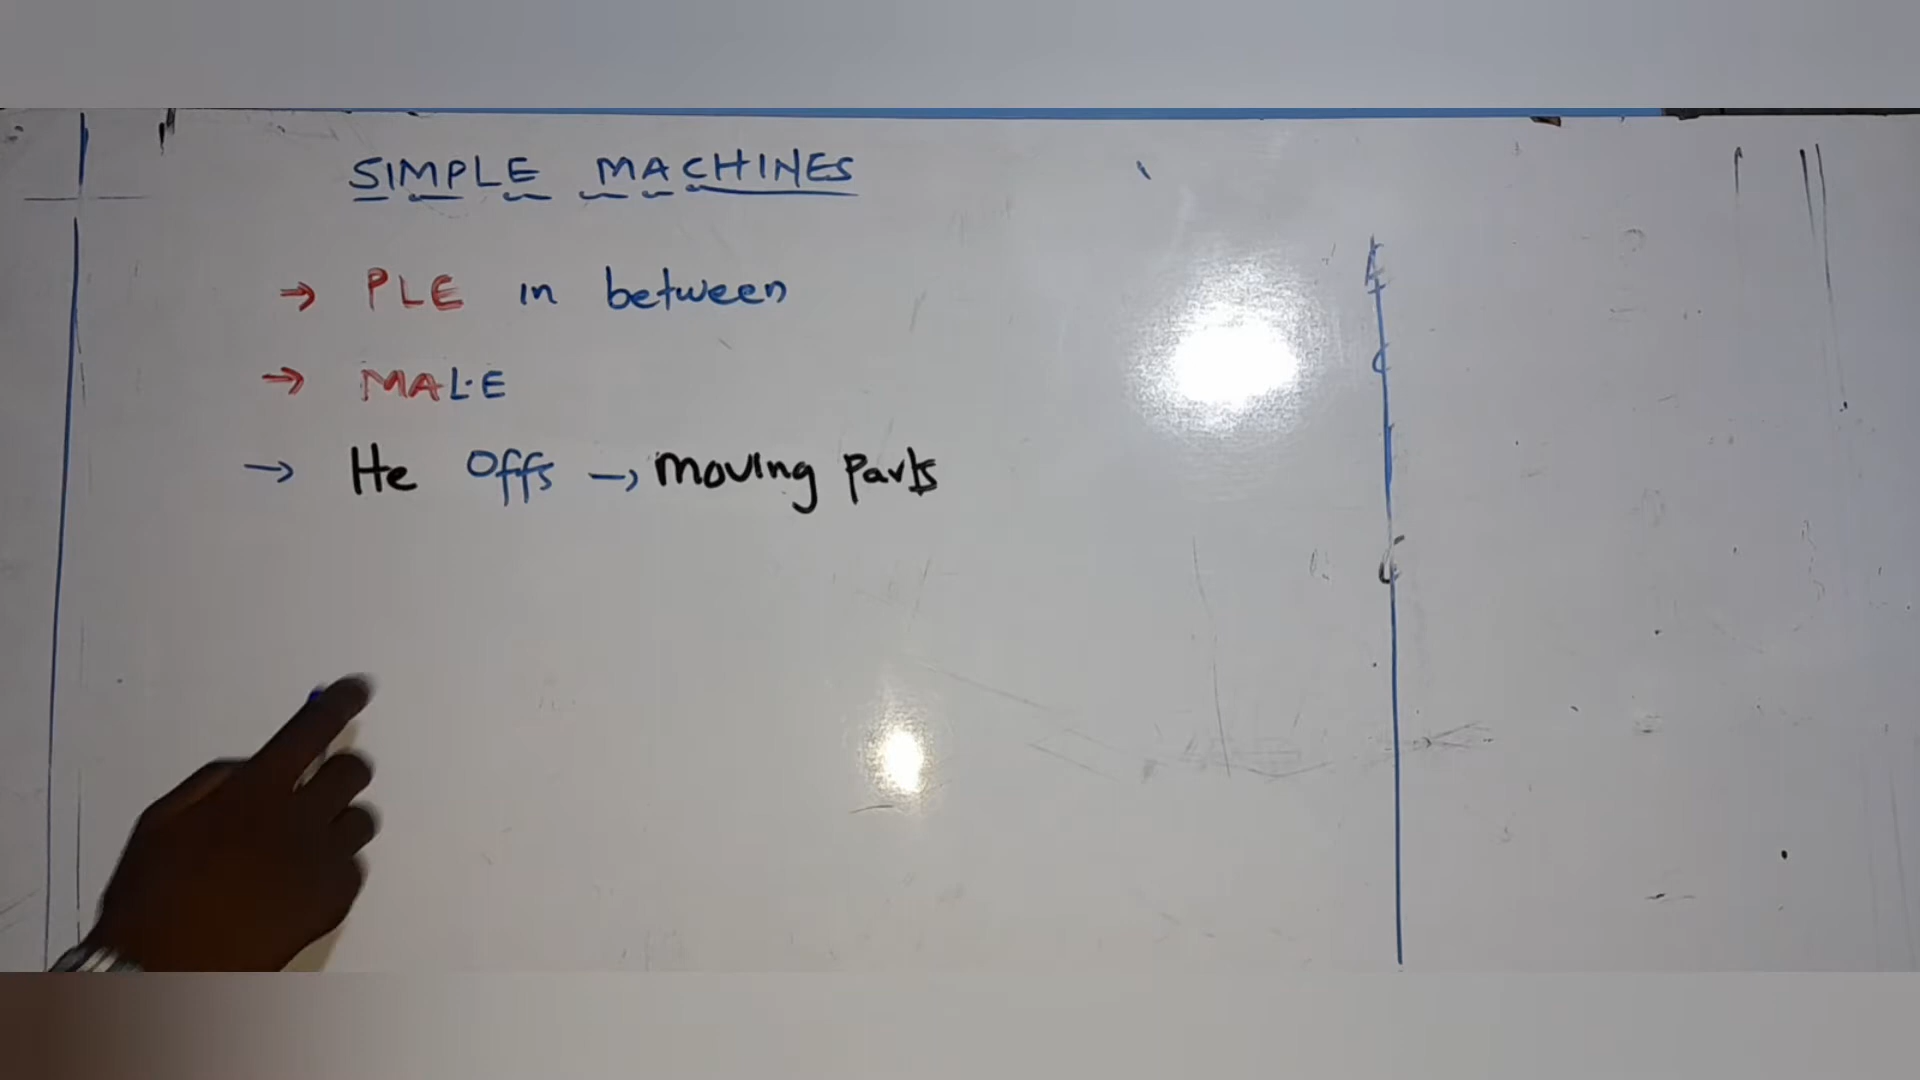 SIMPLE MACHINES
→ PLE in between
→ MALE
→ He Offs → moving parts